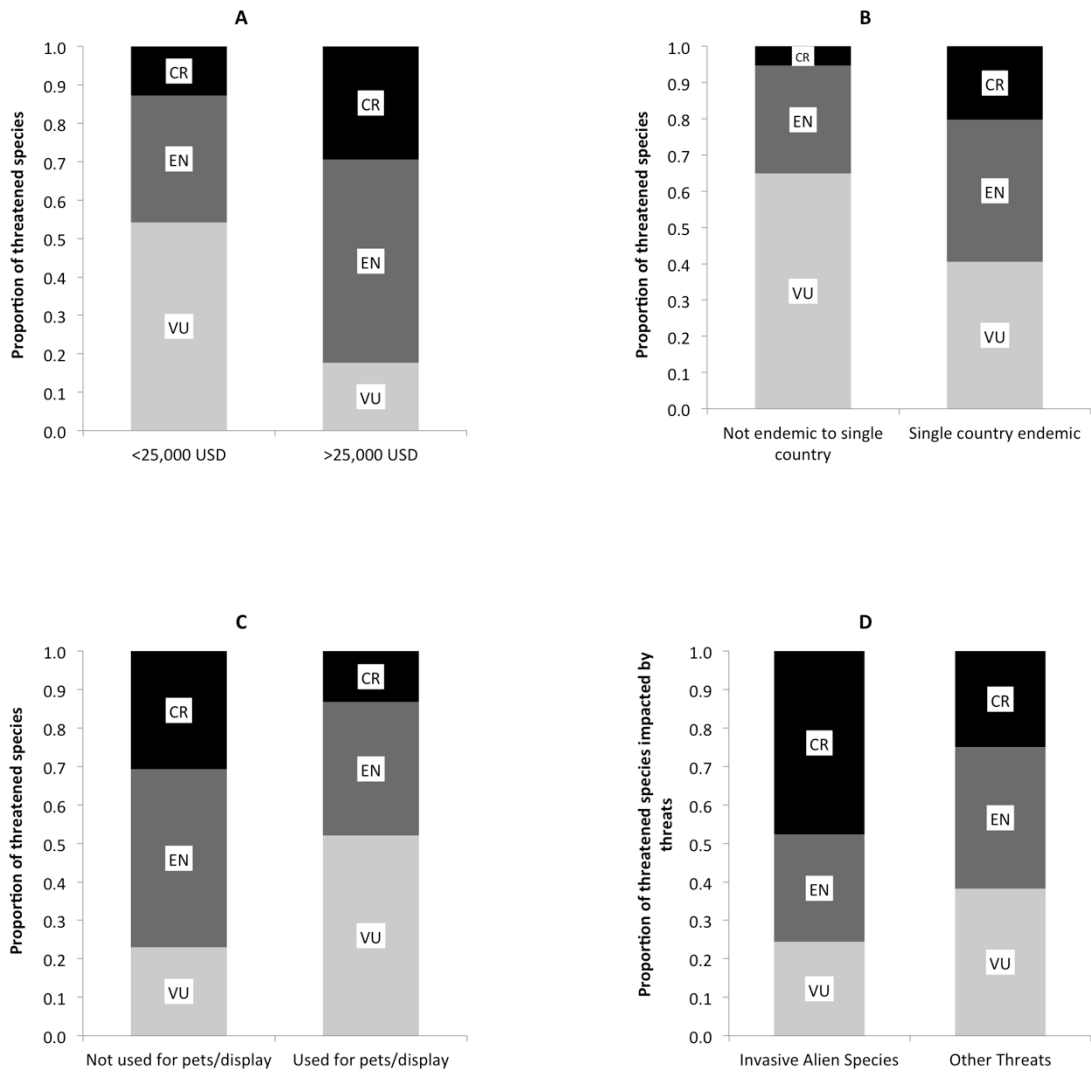 A
Proportion of threatened species
1.0
0.9
0.8
0.7
0.6
0.5
0.4
0.3
0.2
0.1
0.0
CR
EN
VU
CR
EN
VU
<25,000 USD
>25,000 USD
B
Proportion of threatened species
1.0
0.9
0.8
0.7
0.6
0.5
0.4
0.3
0.2
0.1
0.0
CR
EN
VU
CR
EN
VU
Not endemic to single
country
Single country endemic
C
Proportion of threatened species
1.0
0.9
0.8
0.7
0.6
0.5
0.4
0.3
0.2
0.1
0.0
CR
EN
VU
CR
EN
VU
Not used for pets/display
Used for pets/display
D
Proportion of threatened species impacted by
threats
1.0
0.9
0.8
0.7
0.6
0.5
0.4
0.3
0.2
0.1
0.0
CR
EN
VU
CR
EN
VU
Invasive Alien Species
Other Threats